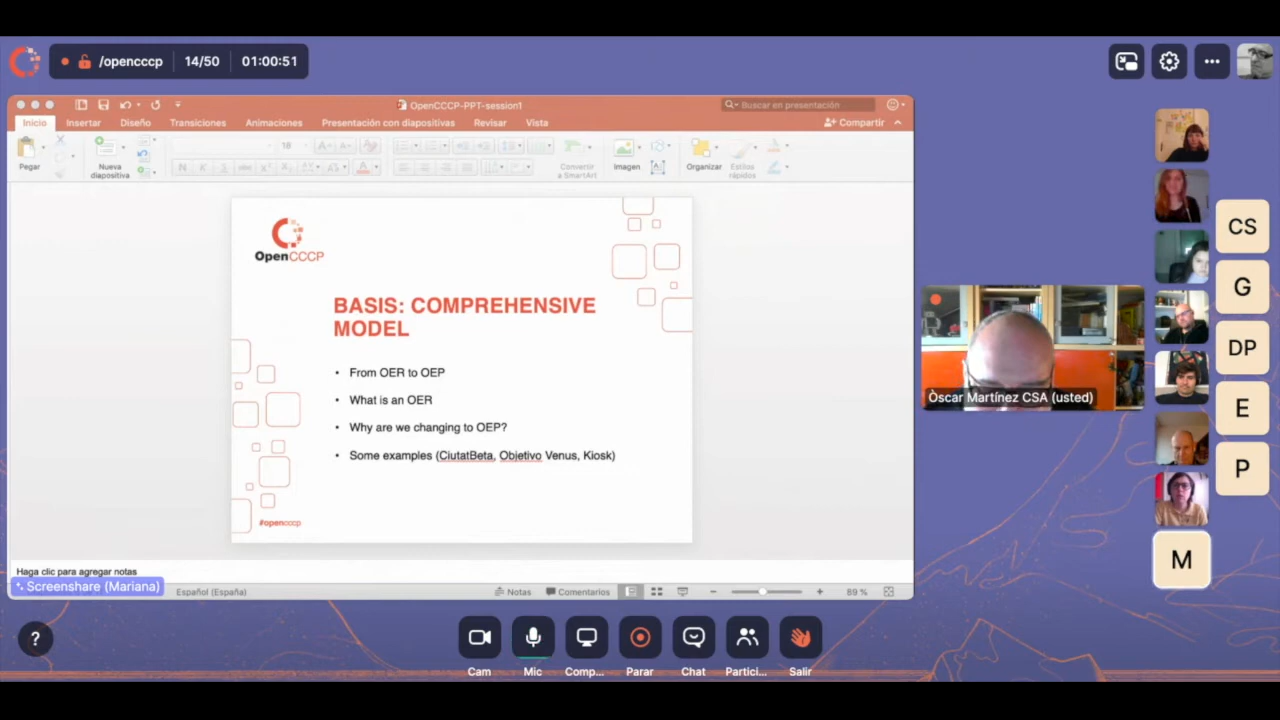 /opencccp
14/50
01:00:51
OpenCCCP-PPT-session1
Buscar en presentación
Inicio
Insertar
Diseño
Transiciones
Animaciones
Presentación con diapositivas
Revisar
Vista
Compartir
Pegar
Nueva
diapositiva
18
Convertir
a SmartArt
Imagen
Organizar
Estilos
rápidos
OpenCCCP
BASIS: COMPREHENSIVE
MODEL
• From OER to OEP
• What is an OER
• Why are we changing to OEP?
• Some examples (CiutatBeta, Objetivo Venus, Kiosk)
#opencccp
Haga clic para agregar notas
Screenshare (Mariana)
Español (España)
Notas
Comentarios
89 %
Òscar Martínez CSA (usted)
CS
G
DP
E
P
M
?
Cam
Mic
Comp...
Parar
Chat
Partici...
Salir